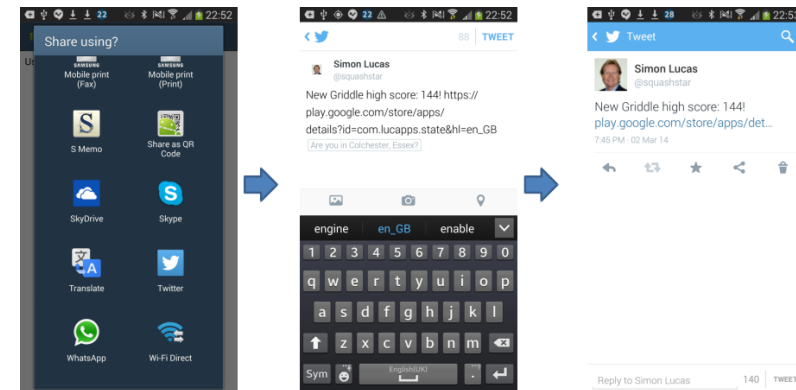 22 22:52
Share using?
SAMSUNG SAMSUNG
Mobile print Mobile print
(Fax) (Print)
S
S Memo Share as QR
Code
SkyDrive Skype
Translate Twitter
WhatsApp Wi-Fi Direct
22 22:52
88 TWEET
Simon Lucas
@squashstar
New Griddle high score: 144! https://
play.google.com/store/apps/
details?id=com.lucapps.state&hl=en_GB
Are you in Colchester, Essex?
engine en_GB enable
1 2 3 4 5 6 7 8 9 0
q w e r t y u i o p
a s d f g h j k l
z x c v b n m
Sym English(UK) .
28 22:53
Tweet
Simon Lucas
@squashstar
New Griddle high score: 144!
play.google.com/store/apps/det...
7:45 PM · 02 Mar 14
Reply to Simon Lucas 140 TWEET